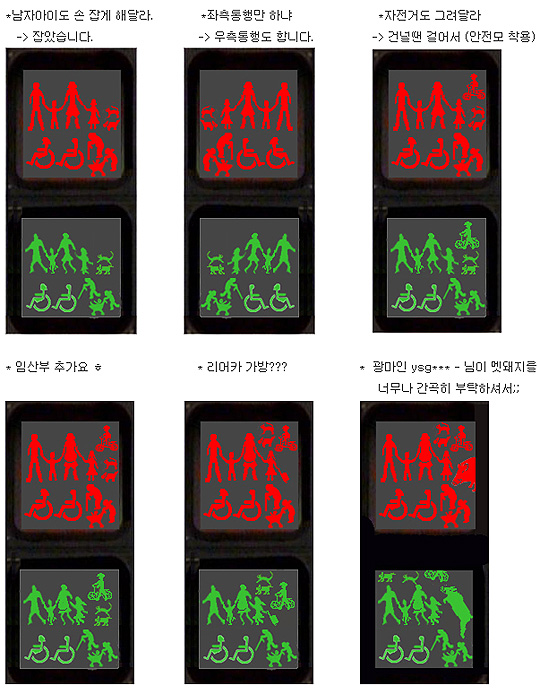 *남자아이도 손 잡게 해달라.
-> 잡았습니다.
*좌측통행만 하냐
-> 우측통행도 합니다.
*자전거도 그려달라
-> 건널땐 걸어서 (안전모 착용)
* 임산부 추가요 ㅎ
* 리어카 가방???
* 광마인 ysg*** - 님이 멧돼지를
너무나 간곡히 부탁하셔서;;